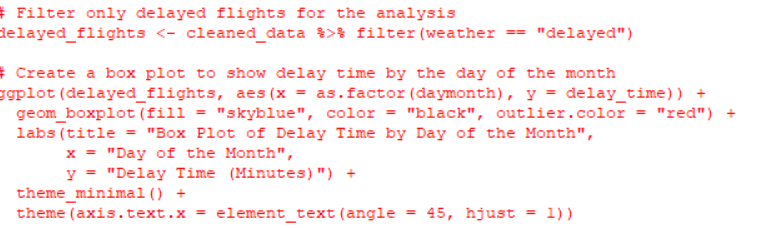 # Filter only delayed flights for the analysis
delayed_flights <- cleaned_data %>% filter(weather == "delayed")
# Create a box plot to show delay time by the day of the month
ggplot(delayed_flights, aes(x = as.factor(daymonth), y = delay_time)) +
geom_boxplot(fill = "skyblue", color = "black", outlier.color = "red") +
labs(title = "Box Plot of Delay Time by Day of the Month",
x = "Day of the Month",
y = "Delay Time (Minutes)") +
theme_minimal() +
theme(axis.text.x = element_text(angle = 45, hjust = 1))